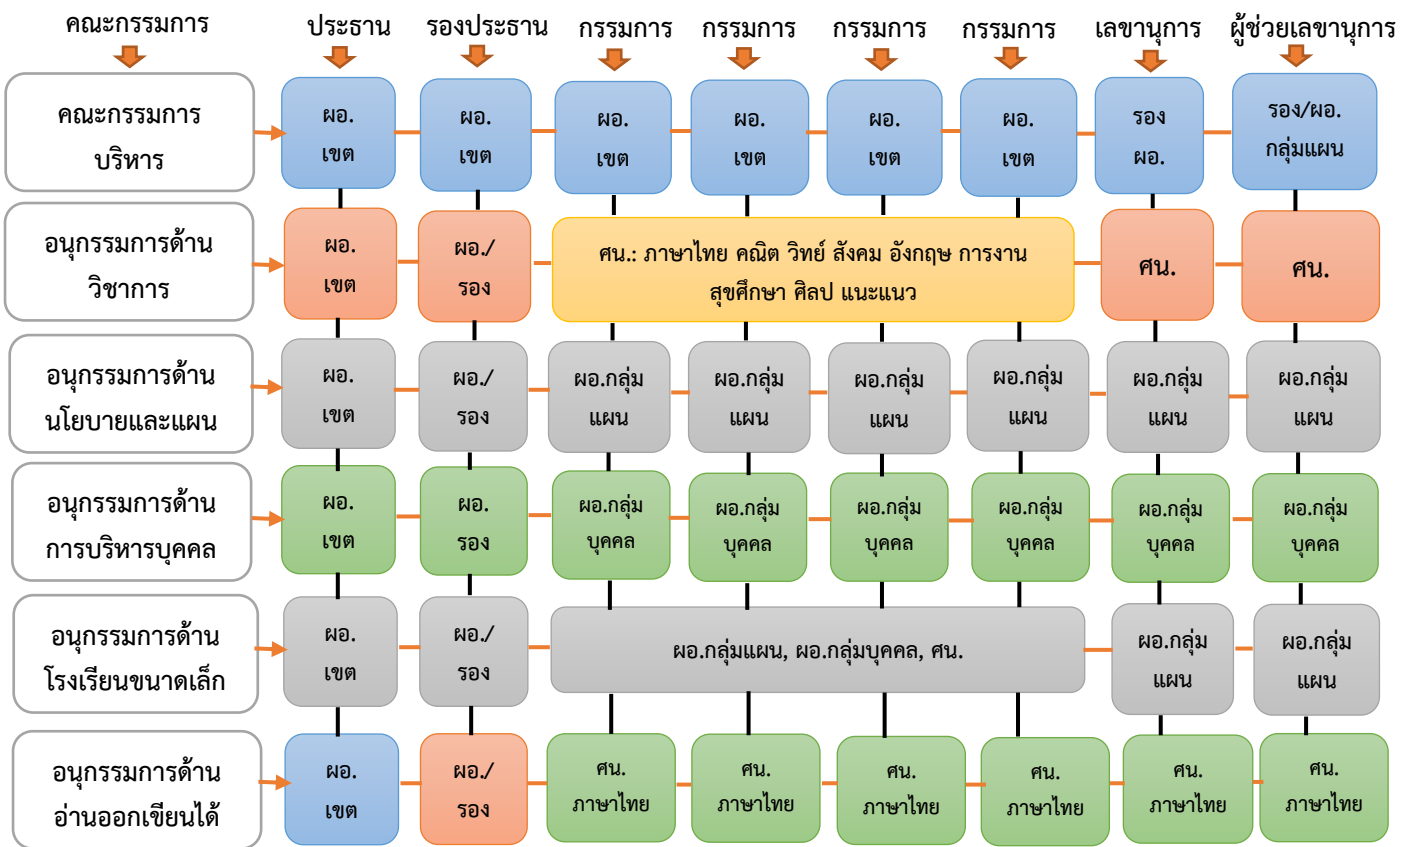 คณะกรรมการ ประธาน รองประธาน กรรมการ กรรมการ กรรมการ กรรมการ เลขานุการ ผู้ช่วยเลขานุการ
คณะกรรมการ
บริหาร
ผอ.
เขต
ผอ.
เขต
ผอ.
เขต
ผอ.
เขต
ผอ.
เขต
ผอ.
เขต
รอง
ผอ.
รอง/ผอ.
กลุ่มแผน
อนุกรรมการด้าน
วิชาการ
ผอ.
เขต
ผอ./
รอง
ศน.: ภาษาไทย คณิต วิทย์ สังคม อังกฤษ การงาน
สุขศึกษา ศิลป แนะแนว
ศน.
ศน.
อนุกรรมการด้าน
นโยบายและแผน
ผอ.
เขต
ผอ./
รอง
ผอ.กลุ่ม
แผน
ผอ.กลุ่ม
แผน
ผอ.กลุ่ม
แผน
ผอ.กลุ่ม
แผน
ผอ.กลุ่ม
แผน
ผอ.กลุ่ม
แผน
อนุกรรมการด้าน
การบริหารบุคคล
ผอ.
เขต
ผอ.
รอง
ผอ.กลุ่ม
บุคคล
ผอ.กลุ่ม
บุคคล
ผอ.กลุ่ม
บุคคล
ผอ.กลุ่ม
บุคคล
ผอ.กลุ่ม
บุคคล
ผอ.กลุ่ม
บุคคล
อนุกรรมการด้าน
โรงเรียนขนาดเล็ก
ผอ.
เขต
ผอ./
รอง
ผอ.กลุ่มแผน, ผอ.กลุ่มบุคคล, ศน.
ผอ.กลุ่ม
แผน
ผอ.กลุ่ม
แผน
อนุกรรมการด้าน
อ่านออกเขียนได้
ผอ.
เขต
ผอ./
รอง
ศน.
ภาษาไทย
ศน.
ภาษาไทย
ศน.
ภาษาไทย
ศน.
ภาษาไทย
ศน.
ภาษาไทย
ศน.
ภาษาไทย